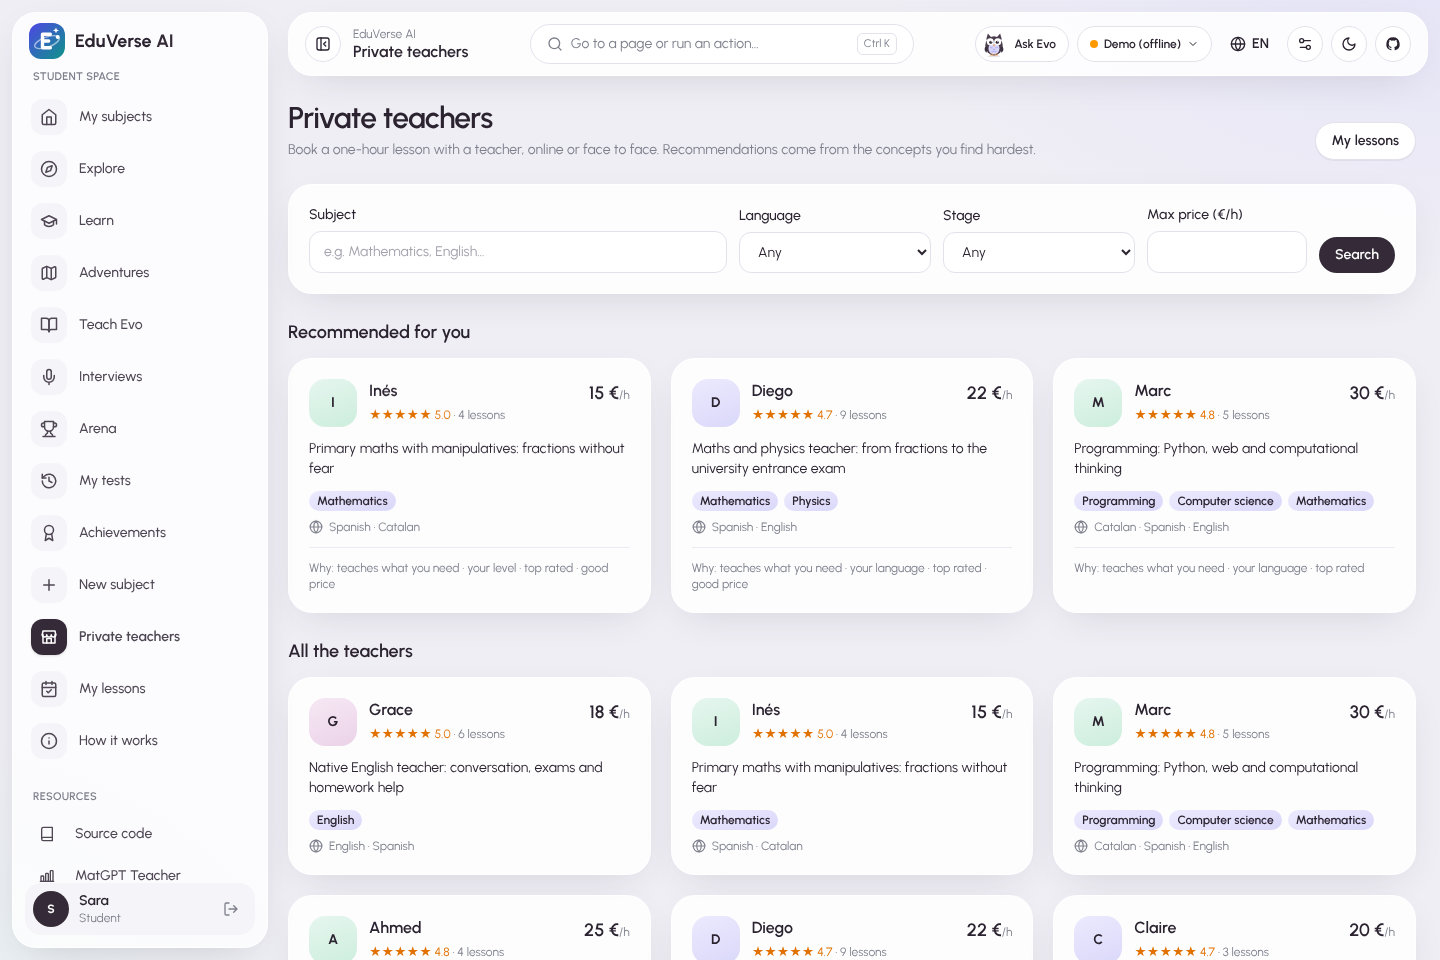 EduVerse AI
STUDENT SPACE
My subjects
Explore
Learn
Adventures
Teach Evo
Interviews
Arena
My tests
Achievements
New subject
Private teachers
My lessons
How it works
RESOURCES
Source code
MatGPT Teacher
S
Sara
Student
EduVerse AI
Private teachers
Go to a page or run an action...
Ctrl K
Ask Evo
Demo (offline)
EN
Private teachers
Book a one-hour lesson with a teacher, online or face to face. Recommendations come from the concepts you find hardest.
My lessons
Subject
e.g. Mathematics, English...
Language
Any
Stage
Any
Max price (€/h)
Search
Recommended for you
I
Inés
15 €/h
★★★★★ 5.0 · 4 lessons
Primary maths with manipulatives: fractions without
fear
Mathematics
Spanish · Catalan
Why: teaches what you need · your level · top rated · good
price
D
Diego
22 €/h
★★★★★ 4.7 · 9 lessons
Maths and physics teacher: from fractions to the
university entrance exam
Mathematics Physics
Spanish · English
Why: teaches what you need · your language · top rated ·
good price
M
Marc
30 €/h
★★★★★ 4.8 · 5 lessons
Programming: Python, web and computational
thinking
Programming Computer science Mathematics
Catalan · Spanish · English
Why: teaches what you need · your language · top rated
All the teachers
G
Grace
18 €/h
★★★★★ 5.0 · 6 lessons
Native English teacher: conversation, exams and
homework help
English
English · Spanish
I
Inés
15 €/h
★★★★★ 5.0 · 4 lessons
Primary maths with manipulatives: fractions without
fear
Mathematics
Spanish · Catalan
M
Marc
30 €/h
★★★★★ 4.8 · 5 lessons
Programming: Python, web and computational
thinking
Programming Computer science Mathematics
Catalan · Spanish · English
A
Ahmed
25 €/h
★★★★★ 4.8 · 4 lessons
D
Diego
22 €/h
★★★★★ 4.7 · 9 lessons
C
Claire
20 €/h
★★★★★ 4.7 · 3 lessons